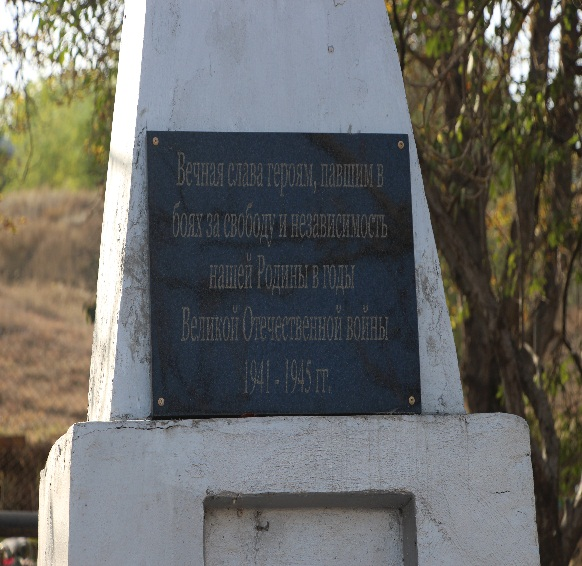 Вечная слава героям, павшим в
боях за свободу и независимость
нашей Родины в годы
Великой Отечественной войны
1941 - 1945 гг.